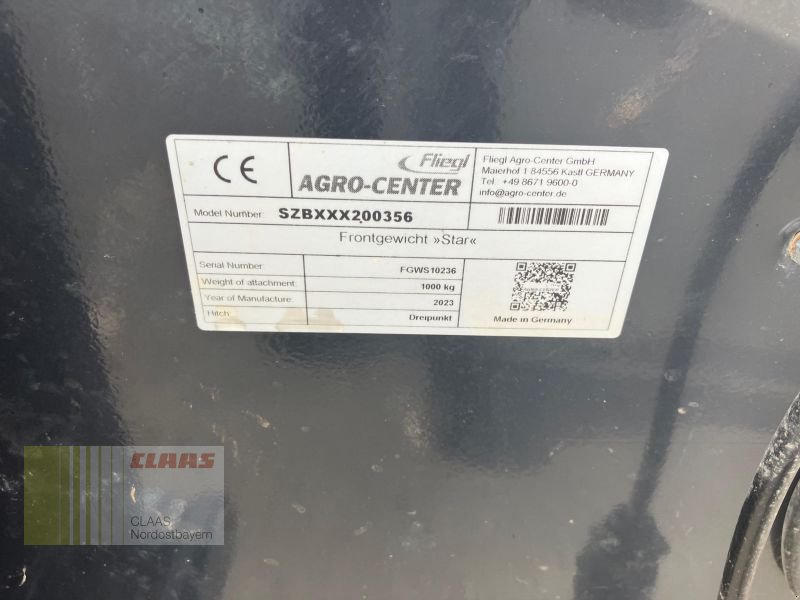 CE
Fliegl
AGRO-CENTER
Fliegl Agro-Center GmbH
Maierhof 1 84556 Kastl GERMANY
Tel. +49 8671 9600-0
info@agro-center.de
Model Number: SZBXXX200356
Frontgewicht »Star«
Serial Number: FGWS10236
Weight of attachment: 1000 kg
Year of Manufacture: 2023
Hitch: Dreipunkt
AGRO-CENTER
Made in Germany
CLAAS
CLAAS
Nordostbayern